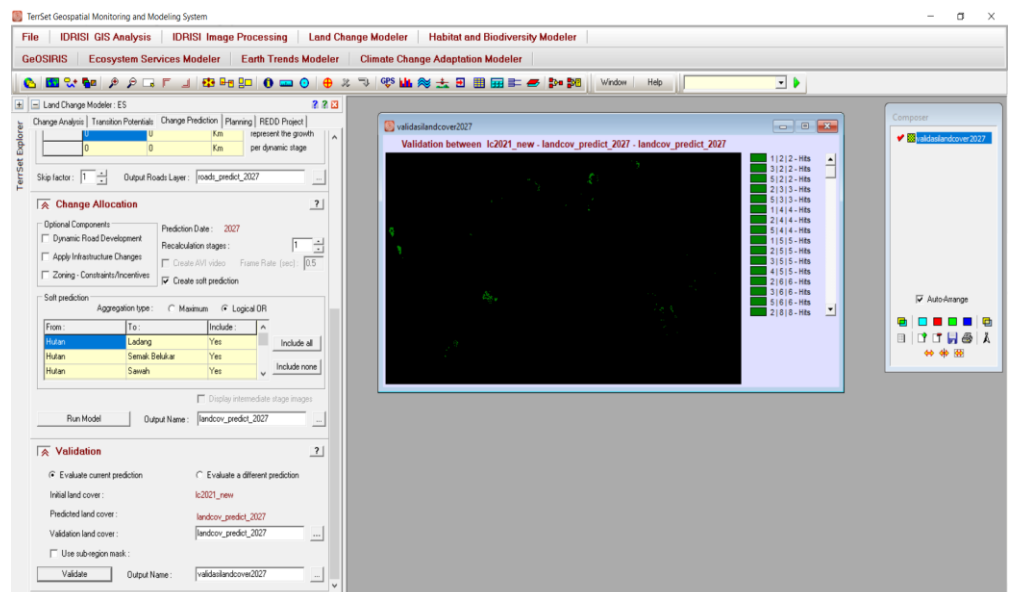 TerrSet Geospatial Monitoring and Modeling System
File IDRISI GIS Analysis IDRISI Image Processing Land Change Modeler Habitat and Biodiversity Modeler
GeOSIRIS Ecosystem Services Modeler Earth Trends Modeler Climate Change Adaptation Modeler
GPS Window Help
TerrSet Explorer
Land Change Modeler : ES
Change Analysis Transition Potentials Change Prediction Planning REDD Project
0 0 Km represent the growth
0 0 Km per dynamic stage
Skip factor : 1 Output Roads Layer : roads_predict_2027 ...
Change Allocation ?
Optional Components
Prediction Date : 2027
Dynamic Road Development
Recalculation stages : 1
Apply Infrastructure Changes
Create AVI video Frame Rate (sec) : 0.5
Zoning - Constraints/Incentives
Create soft prediction
Soft prediction
Aggregation type : Maximum Logical OR
From : To : Include :
Hutan Ladang Yes
Include all
Hutan Semak Belukar Yes
Hutan Sawah Yes
Include none
Display intermediate stage images
Run Model Output Name : landcov_predict_2027 ...
Validation ?
Evaluate current prediction Evaluate a different prediction
Initial land cover : lc2021_new
Predicted land cover : landcov_predict_2027
Validation land cover : landcov_predict_2027 ...
Use sub-region mask :
Validate Output Name : validasilandcover2027 ...
validasilandcover2027
Validation between lc2021_new - landcov_predict_2027 - landcov_predict_2027
1 | 2 | 2 - Hits
3 | 2 | 2 - Hits
5 | 2 | 2 - Hits
2 | 3 | 3 - Hits
5 | 3 | 3 - Hits
1 | 4 | 4 - Hits
2 | 4 | 4 - Hits
5 | 4 | 4 - Hits
1 | 5 | 5 - Hits
2 | 5 | 5 - Hits
3 | 5 | 5 - Hits
4 | 5 | 5 - Hits
2 | 6 | 6 - Hits
3 | 6 | 6 - Hits
5 | 6 | 6 - Hits
2 | 8 | 8 - Hits
Composer
validasilandcover2027
Auto-Arrange